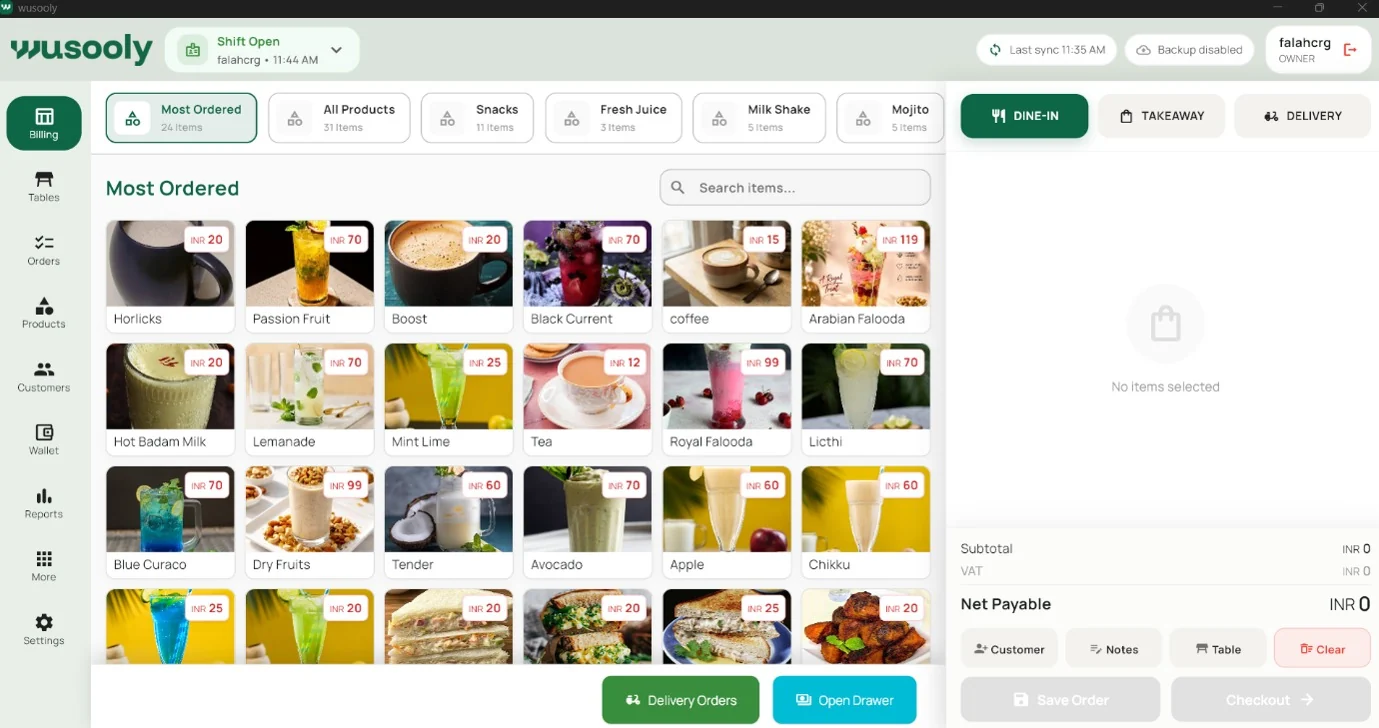 wusooly
wusooly
Shift Open
falahcrg • 11:44 AM
Last sync 11:35 AM
Backup disabled
falahcrg
OWNER
Billing
Tables
Orders
Products
Customers
Wallet
Reports
More
Settings
Most Ordered
24 Items
All Products
31 Items
Snacks
11 Items
Fresh Juice
3 Items
Milk Shake
5 Items
Mojito
5 Items
Most Ordered
Search items...
INR 20
Horlicks
INR 70
Passion Fruit
INR 20
Boost
INR 70
Black Current
INR 15
coffee
INR 119
A Royal Treat
Arabian Falooda
INR 20
Hot Badam Milk
INR 70
Lemanade
INR 25
Mint Lime
INR 12
Tea
INR 99
Royal Falooda
INR 70
Licthi
INR 70
Blue Curaco
INR 99
Dry Fruits
INR 60
Tender
INR 70
Avocado
INR 60
Apple
INR 60
Chikku
INR 25
INR 20
INR 20
INR 20
INR 25
INR 20
Delivery Orders
Open Drawer
DINE-IN
TAKEAWAY
DELIVERY
No items selected
Subtotal
INR 0
VAT
INR 0
Net Payable
INR 0
Customer
Notes
Table
Clear
Save Order
Checkout